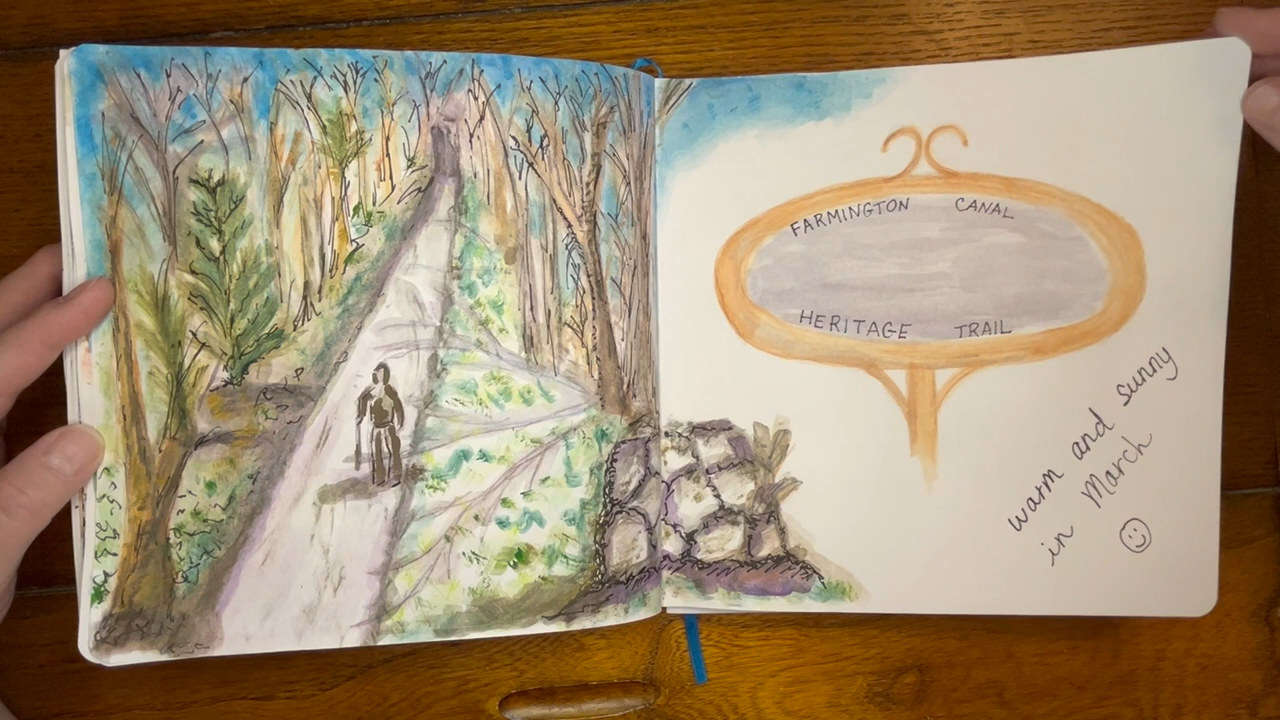 FARMINGTON CANAL
HERITAGE TRAIL
warm and sunny
in March